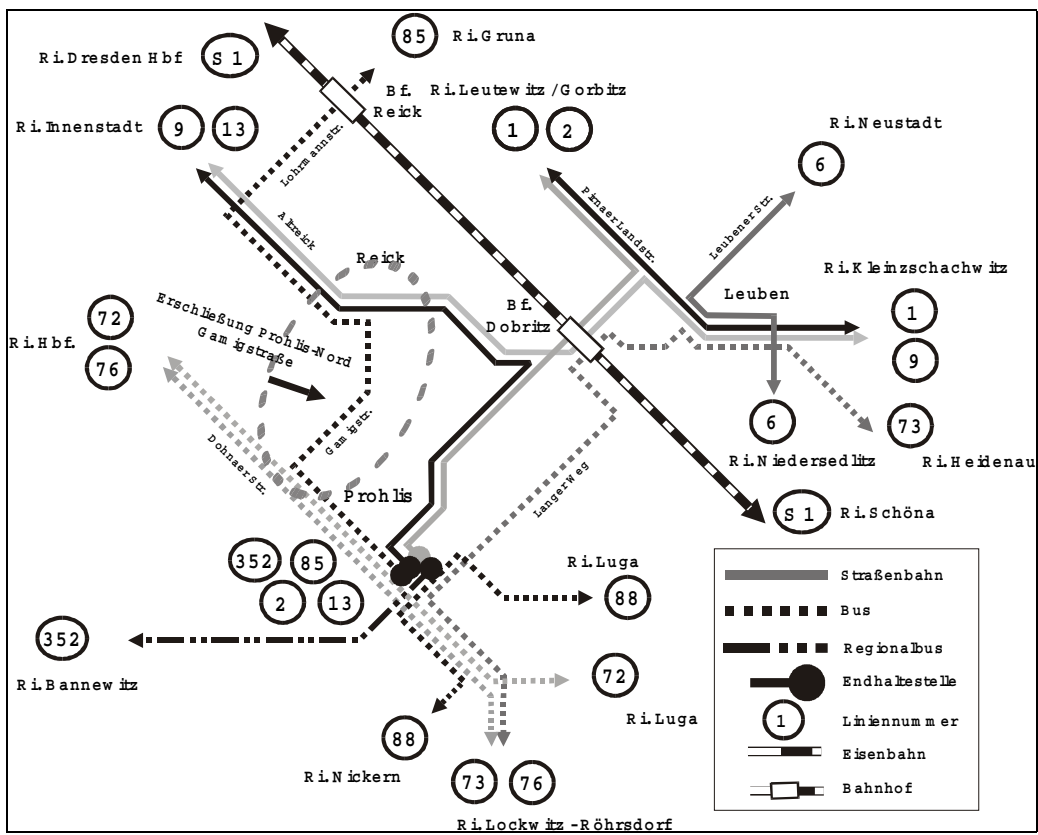 85 Ri.Gruna
Ri.Dresden Hbf S 1
Bf.
Reick
Ri.Leutewitz /Gorbitz
1 2
Ri.Innenstadt 9 13
Ri.Neustadt
6
Lohrmannstr.
Altreick
Pirnaer Landstr.
Leubener Str.
Reick
Ri.Kleinzschachwitz
Leuben
1
9
Bf.
Dobritz
72
Ri.Hbf.
76
Erschließung Prohlis-Nord
Gamigstraße
Gamigstr.
Dohnaer str.
6
Ri.Niedersedlitz
73
Ri.Heidenau
Langer Weg
Prohlis
S 1 Ri.Schöna
352 85
2 13
Ri.Luga
88
352
Ri.Bannewitz
72
Ri.Luga
88
Ri.Nickern
73 76
Ri.Lockwitz -Röhrsdorf
Straßenbahn
Bus
Regionalbus
Endhaltestelle
1 Liniennummer
Eisenbahn
Bahnhof